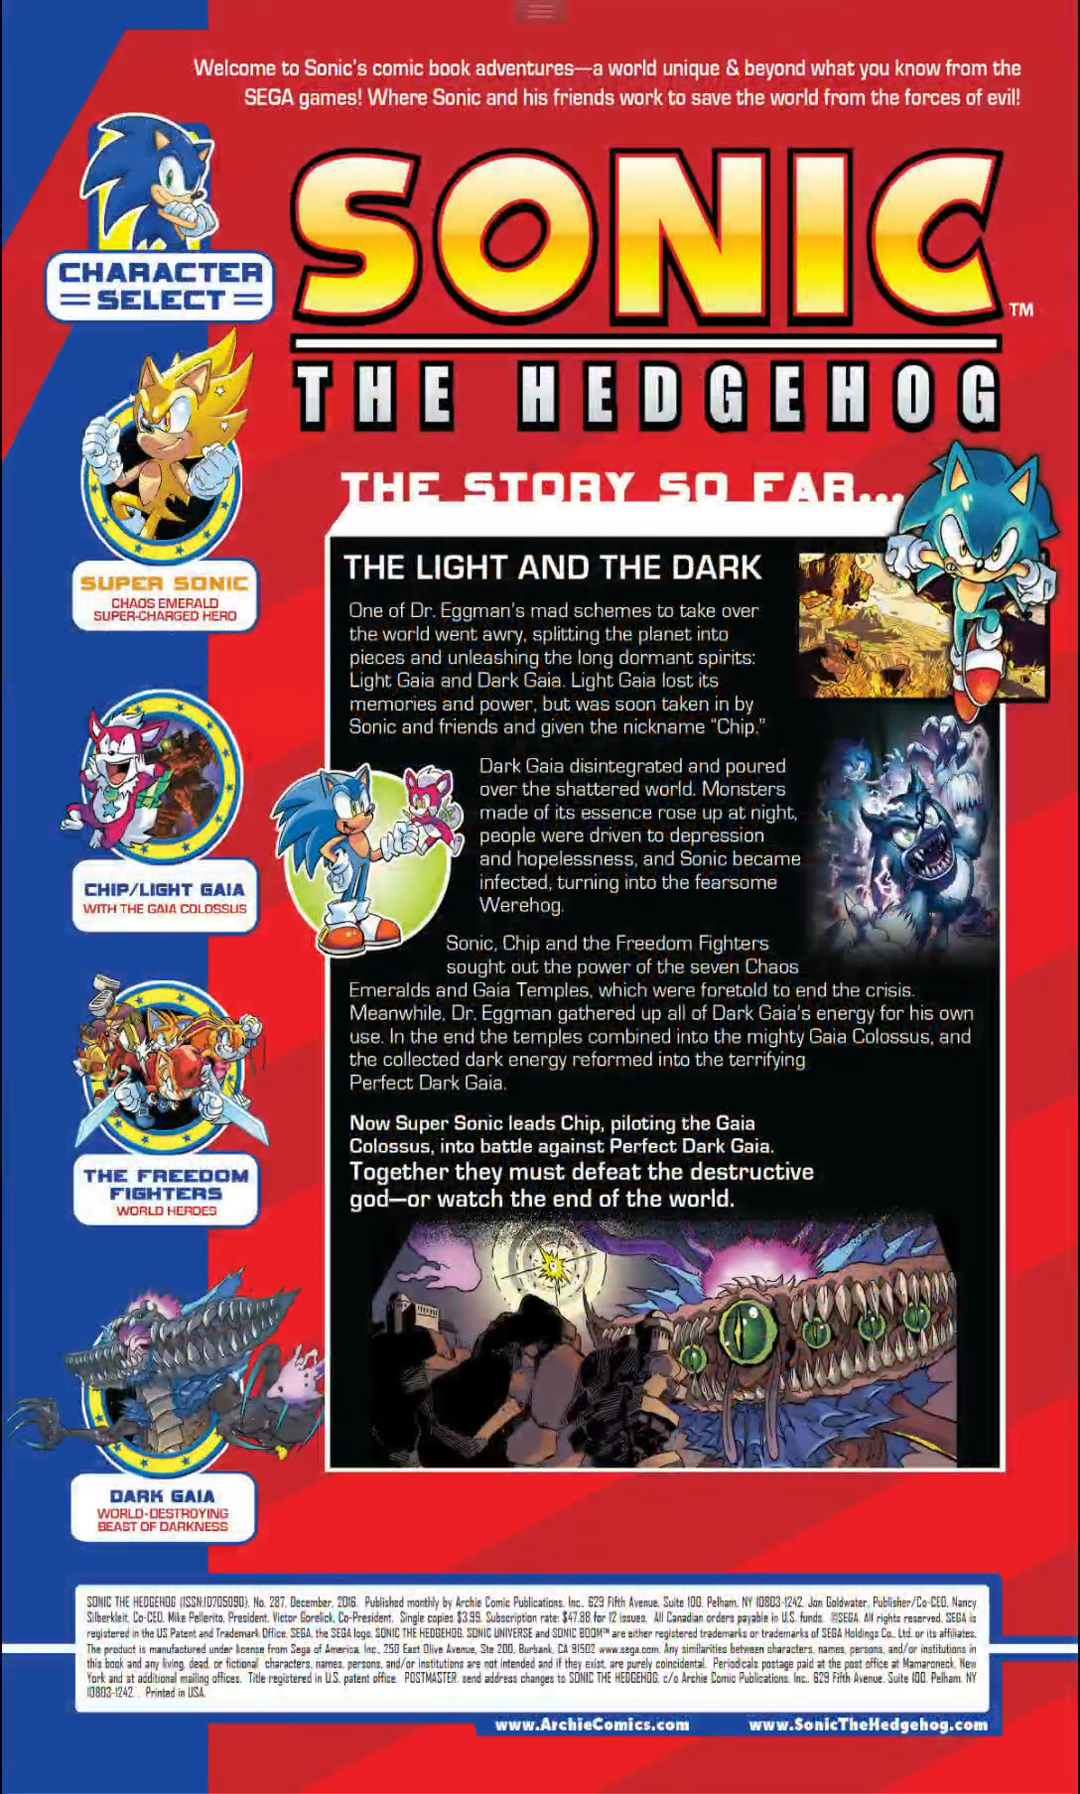 Welcome to Sonic's comic book adventures—a world unique & beyond what you know from the
SEGA games! Where Sonic and his friends work to save the world from the forces of evil!
SONIC
TM
THE HEDGEHOG
CHARACTER
SELECT
SUPER SONIC
CHAOS EMERALD
SUPER-CHARGED HERO
CHIP/LIGHT GAIA
WITH THE GAIA COLOSSUS
THE FREEDOM
FIGHTERS
WORLD HEROES
DARK GAIA
WORLD-DESTROYING
BEAST OF DARKNESS
THE STORY SO FAR...
THE LIGHT AND THE DARK
One of Dr. Eggman's mad schemes to take over
the world went awry, splitting the planet into
pieces and unleashing the long dormant spirits:
Light Gaia and Dark Gaia. Light Gaia lost its
memories and power, but was soon taken in by
Sonic and friends and given the nickname "Chip."
Dark Gaia disintegrated and poured
over the shattered world. Monsters
made of its essence rose up at night,
people were driven to depression
and hopelessness, and Sonic became
infected, turning into the fearsome
Werehog.
Sonic, Chip and the Freedom Fighters
sought out the power of the seven Chaos
Emeralds and Gaia Temples, which were foretold to end the crisis.
Meanwhile, Dr. Eggman gathered up all of Dark Gaia's energy for his own
use. In the end the temples combined into the mighty Gaia Colossus, and
the collected dark energy reformed into the terrifying
Perfect Dark Gaia.
Now Super Sonic leads Chip, piloting the Gaia
Colossus, into battle against Perfect Dark Gaia.
Together they must defeat the destructive
god—or watch the end of the world.
SONIC THE HEDGEHOG (ISSN:10705090), No. 287, December, 2016. Published monthly by Archie Comic Publications, Inc., 629 Fifth Avenue, Suite 100, Pelham, NY 10803-1242. Jon Goldwater, Publisher/Co-CEO, Nancy
Silberkleit, Co-CEO, Mike Pellerito, President, Victor Gorelick, Co-President. Single copies $3.99. Subscription rate: $47.88 for 12 issues. All Canadian orders payable in U.S. funds. ©SEGA. All rights reserved. SEGA is
registered in the US Patent and Trademark Office. SEGA, the SEGA logo, SONIC THE HEDGEHOG, SONIC UNIVERSE and SONIC BOOM™ are either registered trademarks or trademarks of SEGA Holdings Co., Ltd. or its affiliates.
The product is manufactured under license from Sega of America, Inc., 250 East Olive Avenue, Ste 200, Burbank, CA 91502 www.sega.com. Any similarities between characters, names, persons, and/or institutions in
this book and any living, dead, or fictional characters, names, persons, and/or institutions are not intended and if they exist, are purely coincidental. Periodicals postage paid at the post office at Mamaroneck, New
York and at additional mailing offices. Title registered in U.S. patent office. POSTMASTER: send address changes to SONIC THE HEDGEHOG, c/o Archie Comic Publications, Inc., 629 Fifth Avenue, Suite 100, Pelham, NY
10803-1242. Printed in USA.
www.ArchieComics.com
www.SonicTheHedgehog.com